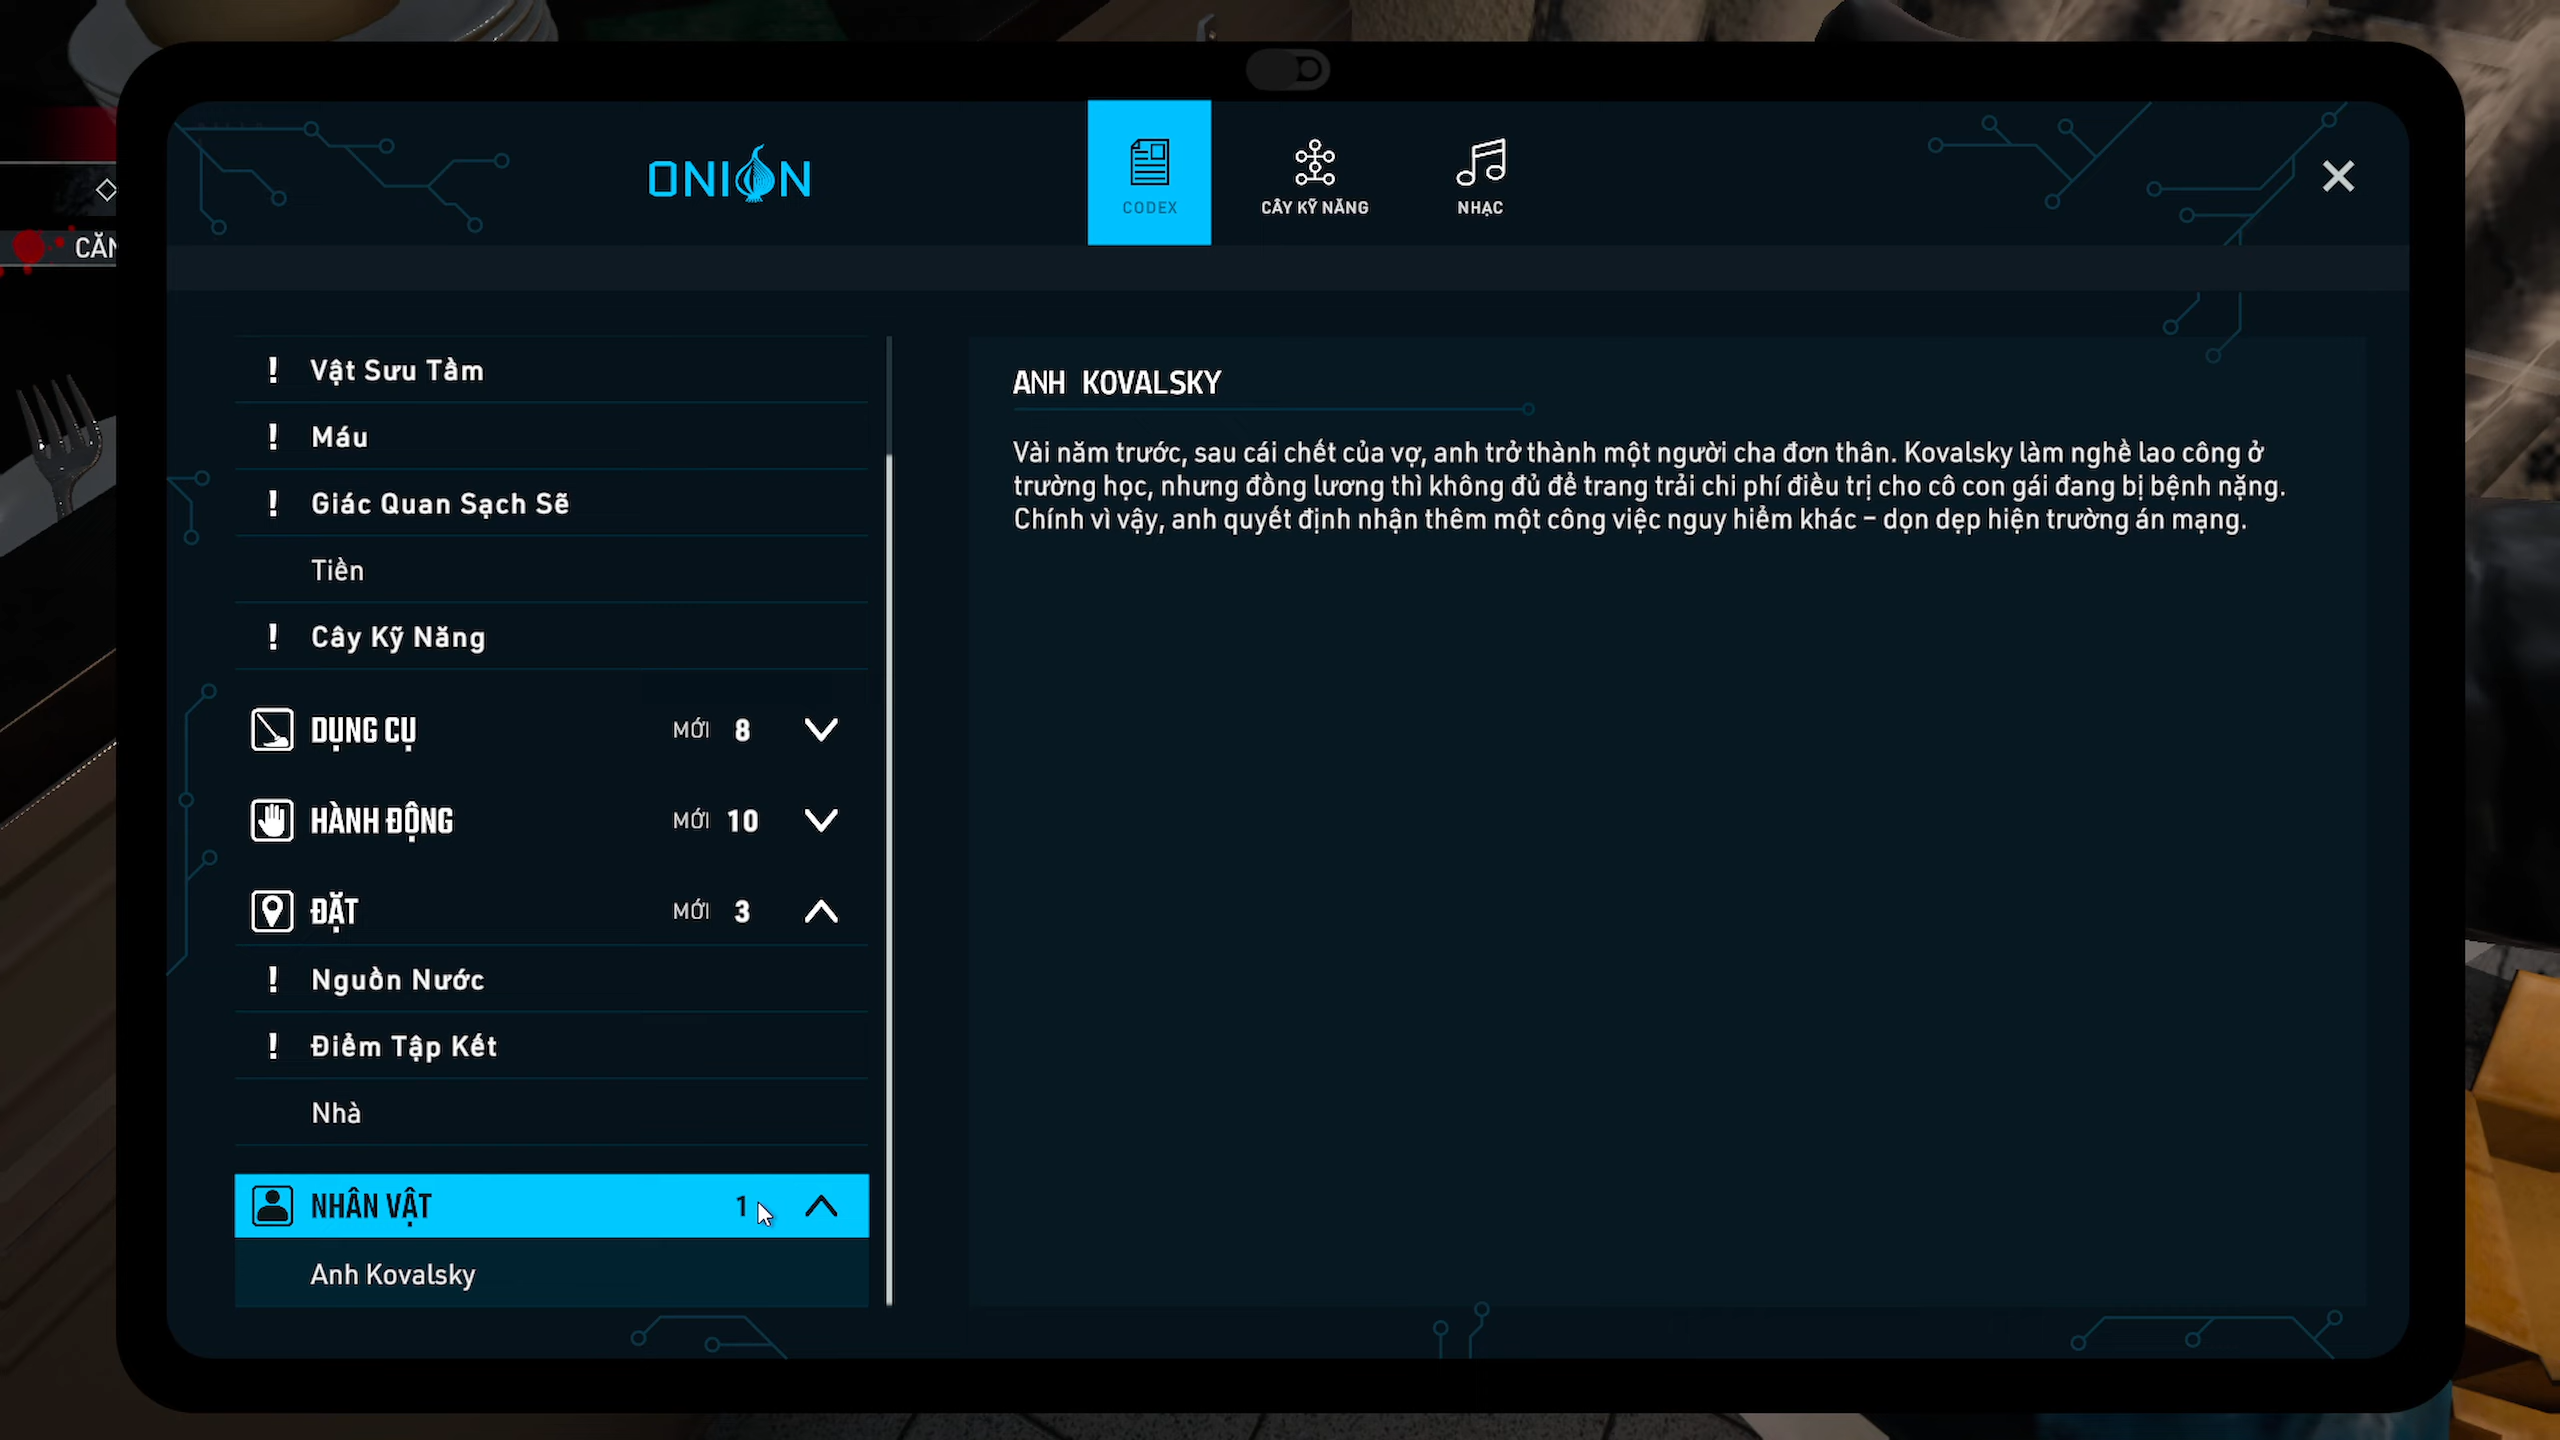 ONION
CODEX
CÂY KỸ NĂNG
NHẠC
! Vật Sưu Tầm
! Máu
! Giác Quan Sạch Sẽ
Tiền
! Cây Kỹ Năng
DỤNG CỤ MỚI 8
HÀNH ĐỘNG MỚI 10
ĐẶT MỚI 3
! Nguồn Nước
! Điểm Tập Kết
Nhà
NHÂN VẬT 1
Anh Kovalsky
ANH KOVALSKY
Vài năm trước, sau cái chết của vợ, anh trở thành một người cha đơn thân. Kovalsky làm nghề lao công ở
trường học, nhưng đồng lương thì không đủ để trang trải chi phí điều trị cho cô con gái đang bị bệnh nặng.
Chính vì vậy, anh quyết định nhận thêm một công việc nguy hiểm khác – dọn dẹp hiện trường án mạng.